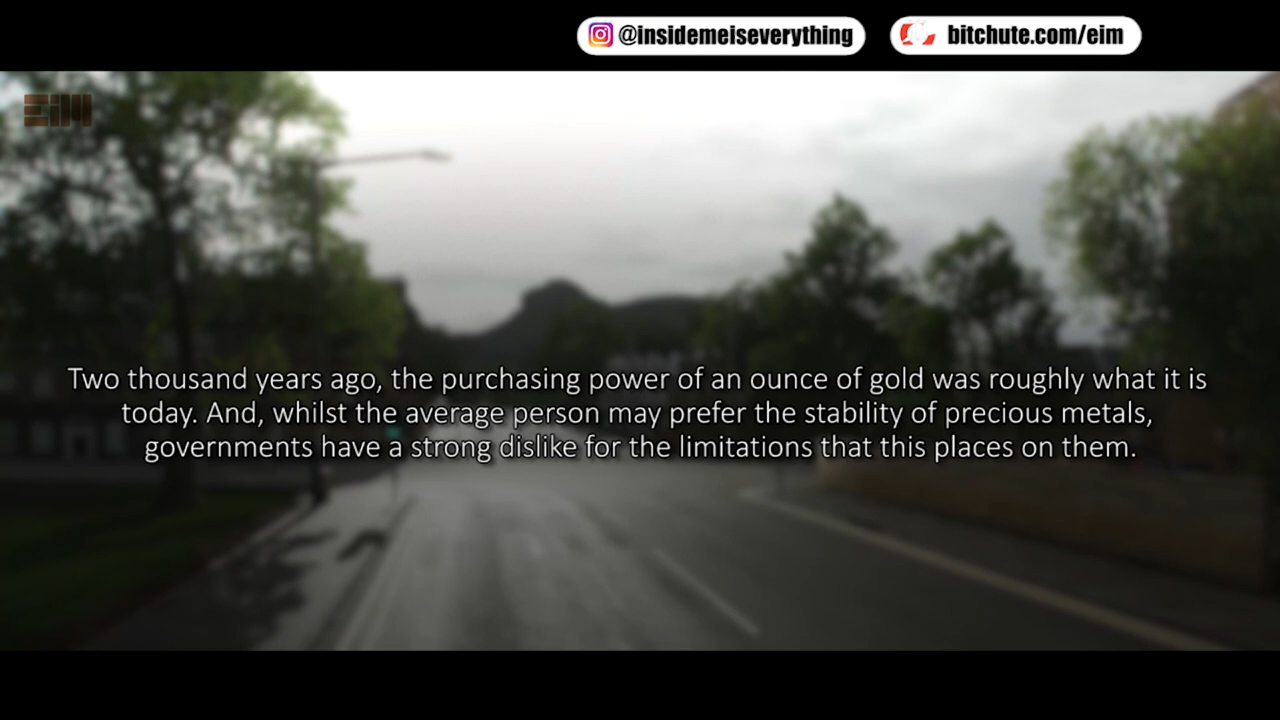 @insidemeiseverything
bitchute.com/eim
EiM
Two thousand years ago, the purchasing power of an ounce of gold was roughly what it is
today. And, whilst the average person may prefer the stability of precious metals,
governments have a strong dislike for the limitations that this places on them.